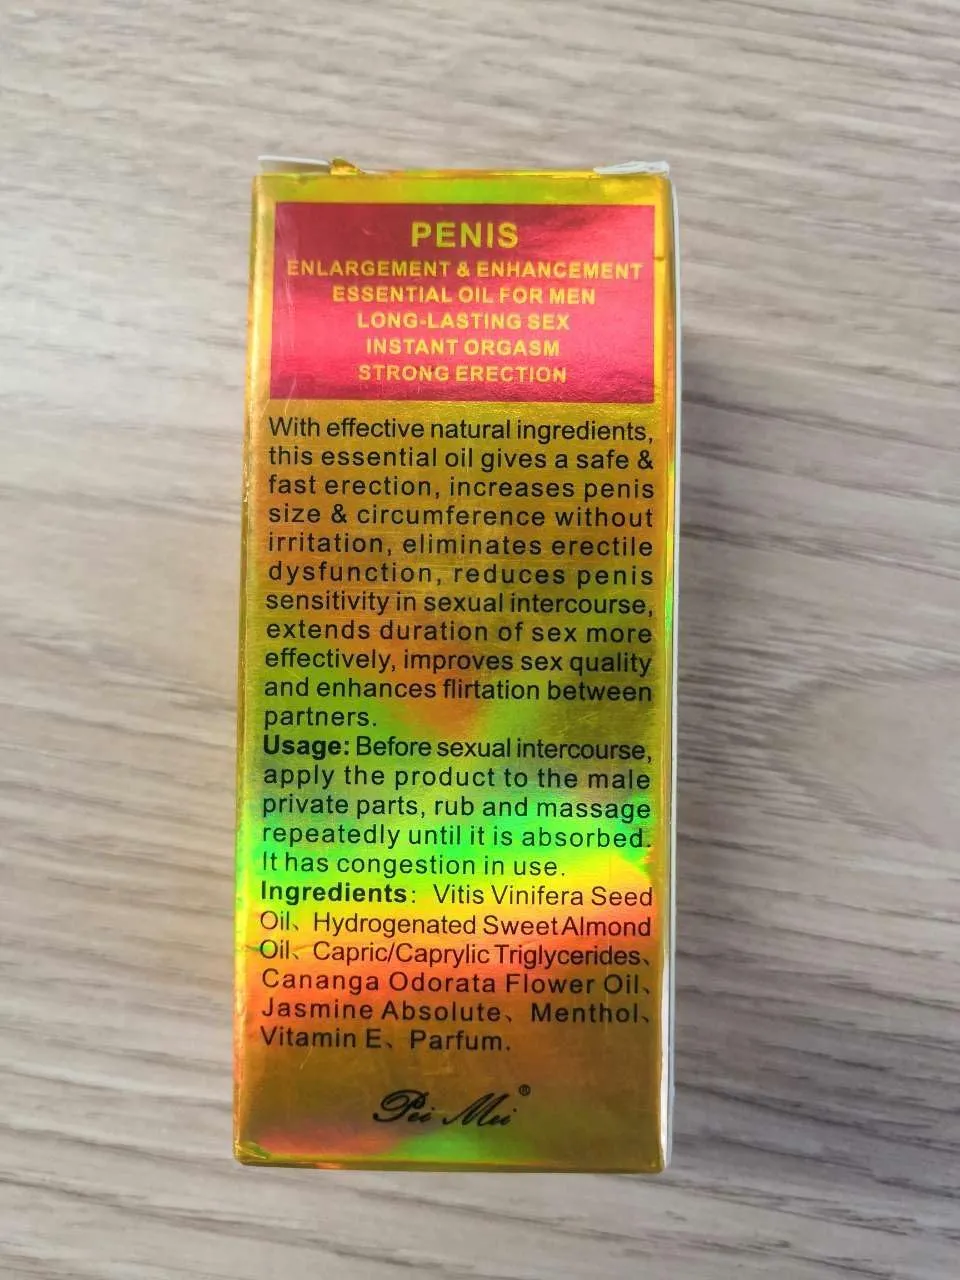 PENIS
ENLARGEMENT & ENHANCEMENT
ESSENTIAL OIL FOR MEN
LONG-LASTING SEX
INSTANT ORGASM
STRONG ERECTION
With effective natural ingredients,
this essential oil gives a safe &
fast erection, increases penis
size & circumference without
irritation, eliminates erectile
dysfunction, reduces penis
sensitivity in sexual intercourse,
extends duration of sex more
effectively, improves sex quality
and enhances flirtation between
partners.
Usage: Before sexual intercourse,
apply the product to the male
private parts, rub and massage
repeatedly until it is absorbed.
It has congestion in use.
Ingredients: Vitis Vinifera Seed
Oil、Hydrogenated Sweet Almond
Oil、Capric/Caprylic Triglycerides、
Cananga Odorata Flower Oil、
Jasmine Absolute、Menthol、
Vitamin E、Parfum.
Pei Mei®